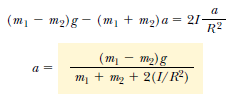 (m₁ − m₂)g − (m₁ + m₂)a = 2I a/R²
a = (m₁ − m₂)g / (m₁ + m₂ + 2(I/R²))